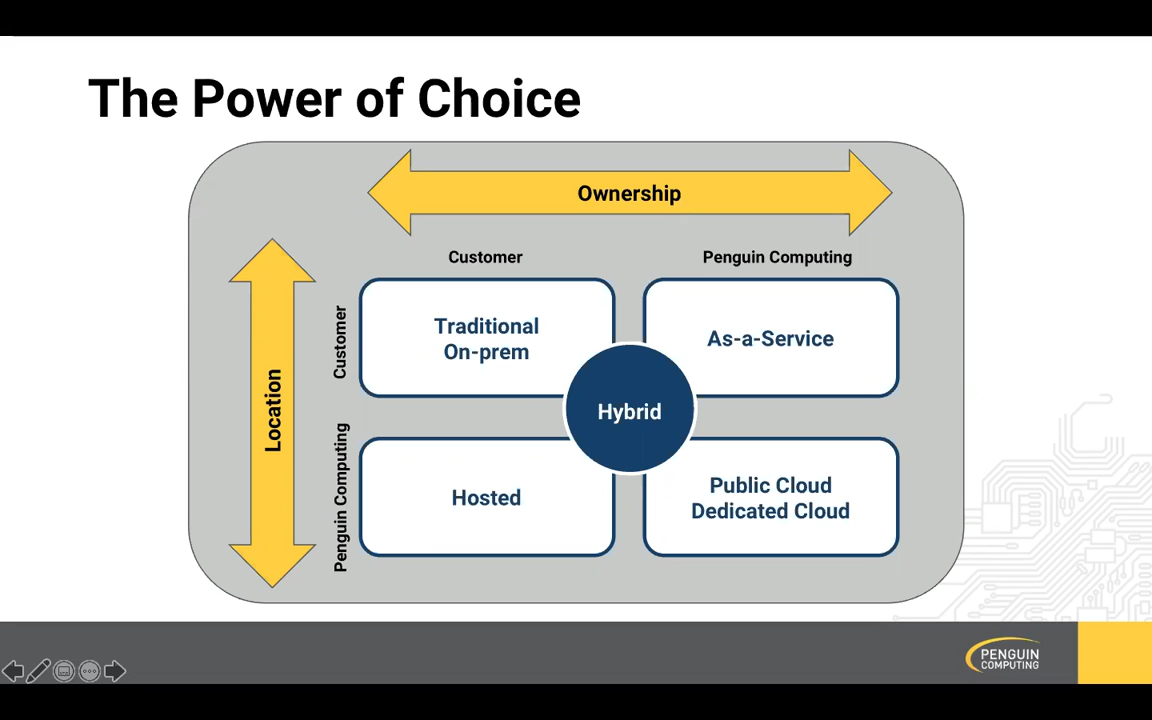 The Power of Choice
Ownership
Customer
Penguin Computing
Location
Customer
Traditional
On-prem
As-a-Service
Hybrid
Penguin Computing
Hosted
Public Cloud
Dedicated Cloud
PENGUIN
COMPUTING